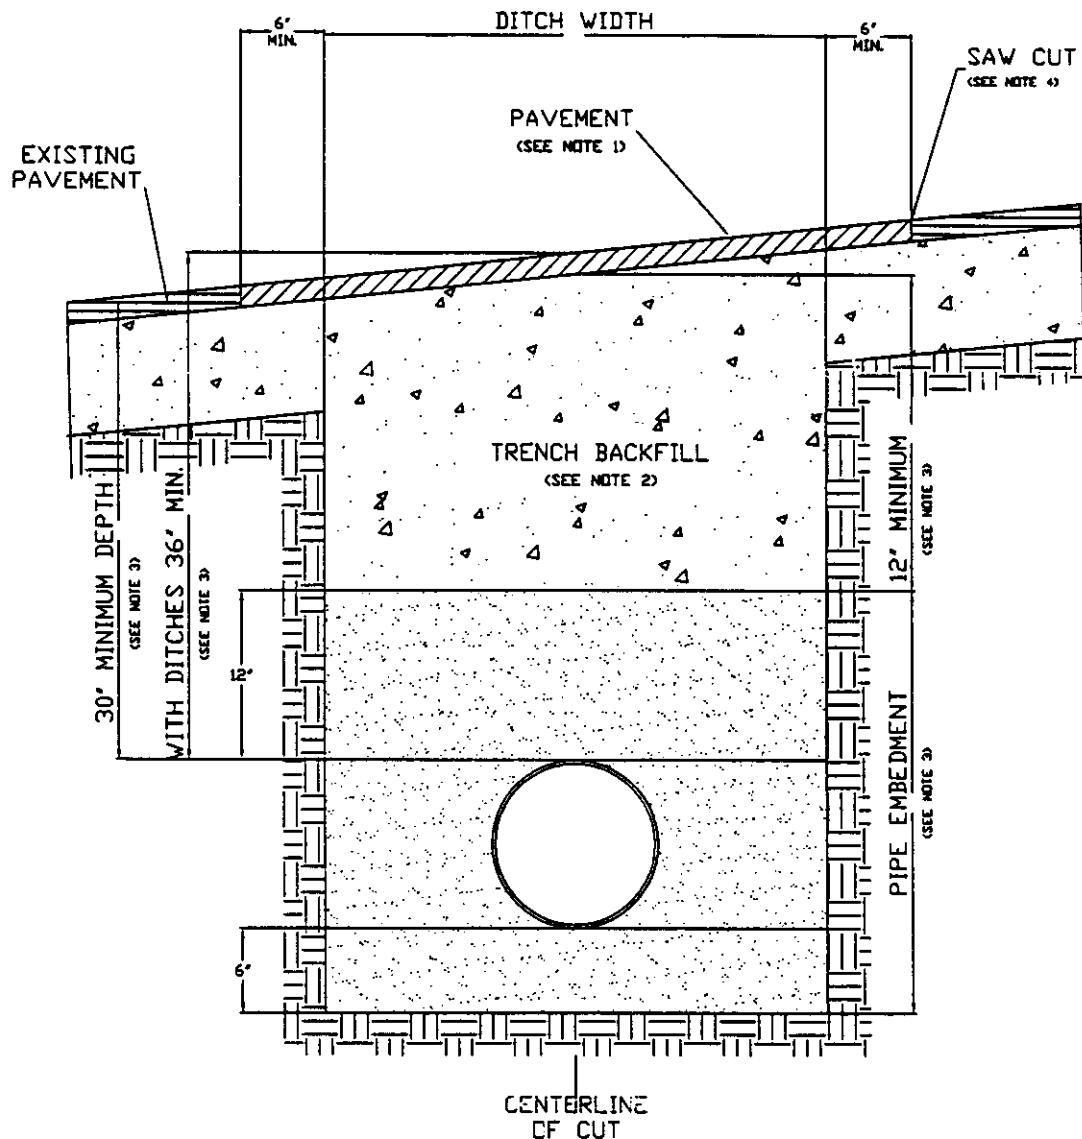 6" MIN.
DITCH WIDTH
6" MIN.
SAW CUT
(SEE NOTE 4)
PAVEMENT
(SEE NOTE 1)
EXISTING
PAVEMENT
TRENCH BACKFILL
(SEE NOTE 2)
30" MINIMUM DEPTH
(SEE NOTE 3)
WITH DITCHES 36" MIN.
(SEE NOTE 3)
12" MINIMUM
(SEE NOTE 3)
12"
PIPE EMBEDMENT
(SEE NOTE 3)
6"
CENTERLINE
OF CUT